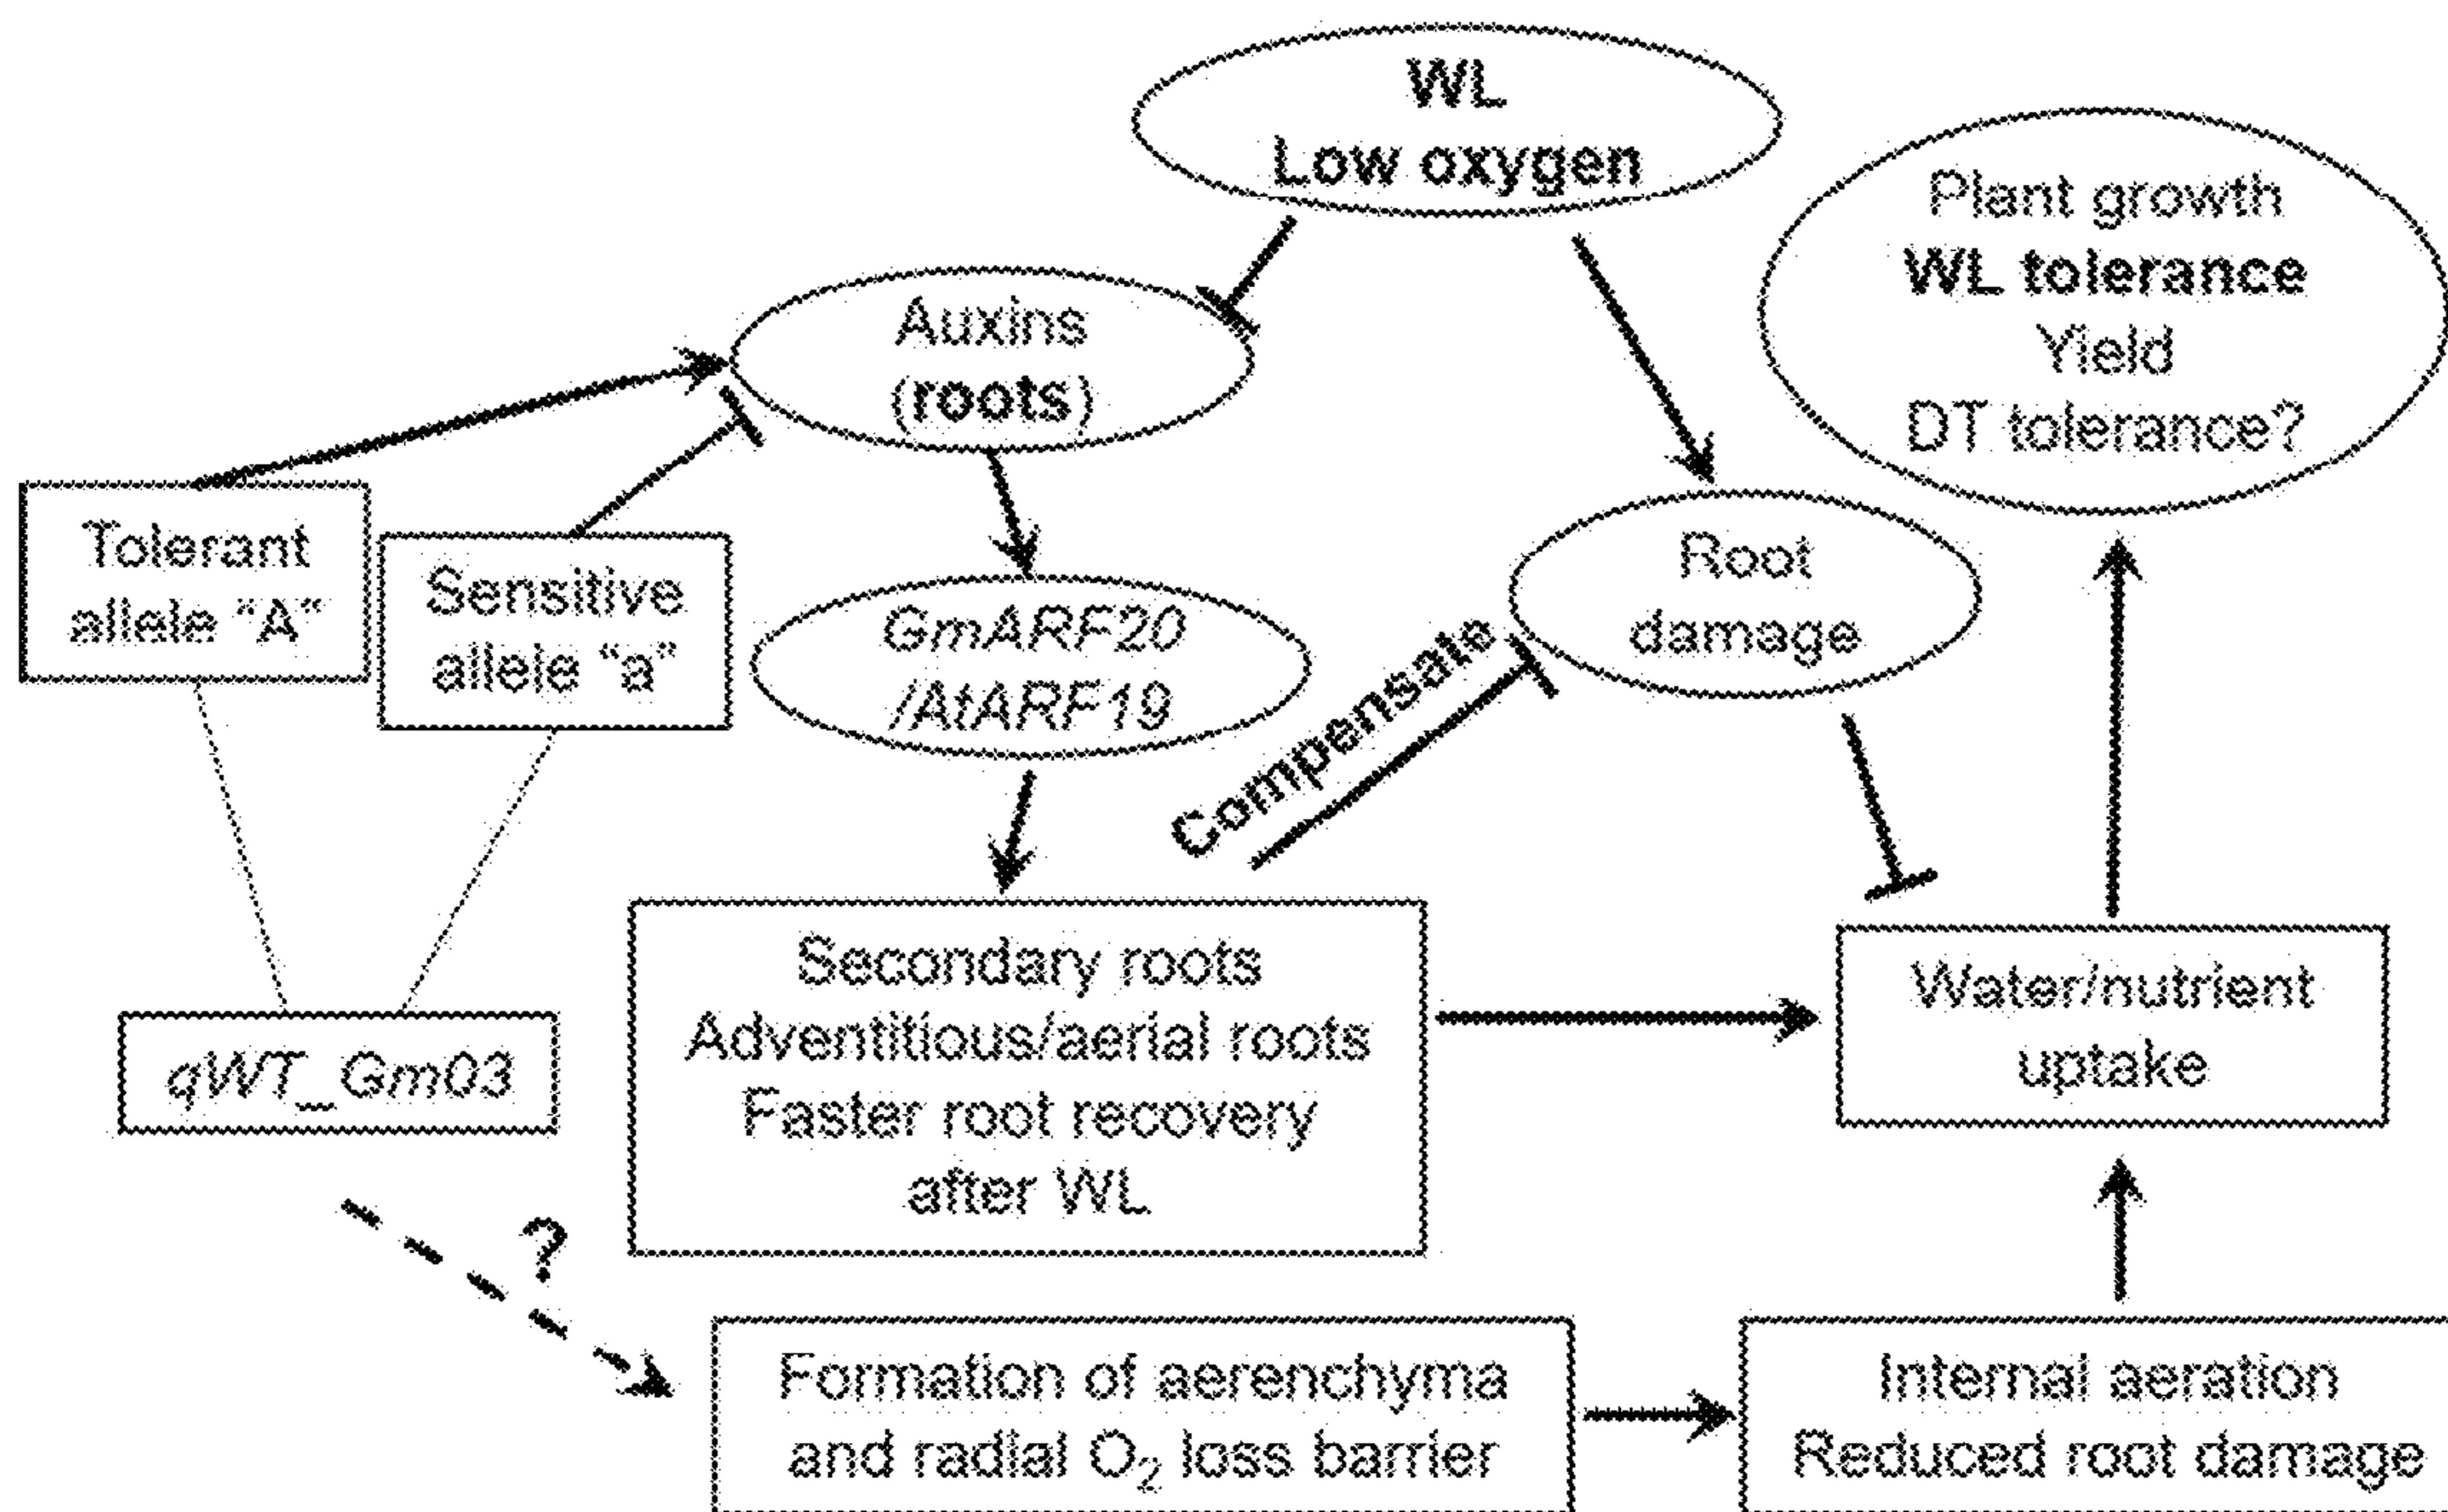 WL
Low oxygen
Plant growth
WL tolerance
Yield
DT tolerance?
Auxins
(roots)
Tolerant
allele "A"
Sensitive
allele "a"
GmARF20
/AtARF19
Root
damage
Compensate
Secondary roots
Adventitious/aerial roots
Faster root recovery
after WL
Water/nutrient
uptake
qWT_Gm03
?
Formation of aerenchyma
and radial O₂ loss barrier
Internal aeration
Reduced root damage